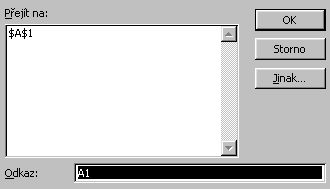 Přejít na:
$A$1
OK
Storno
Jinak...
Odkaz:
A1